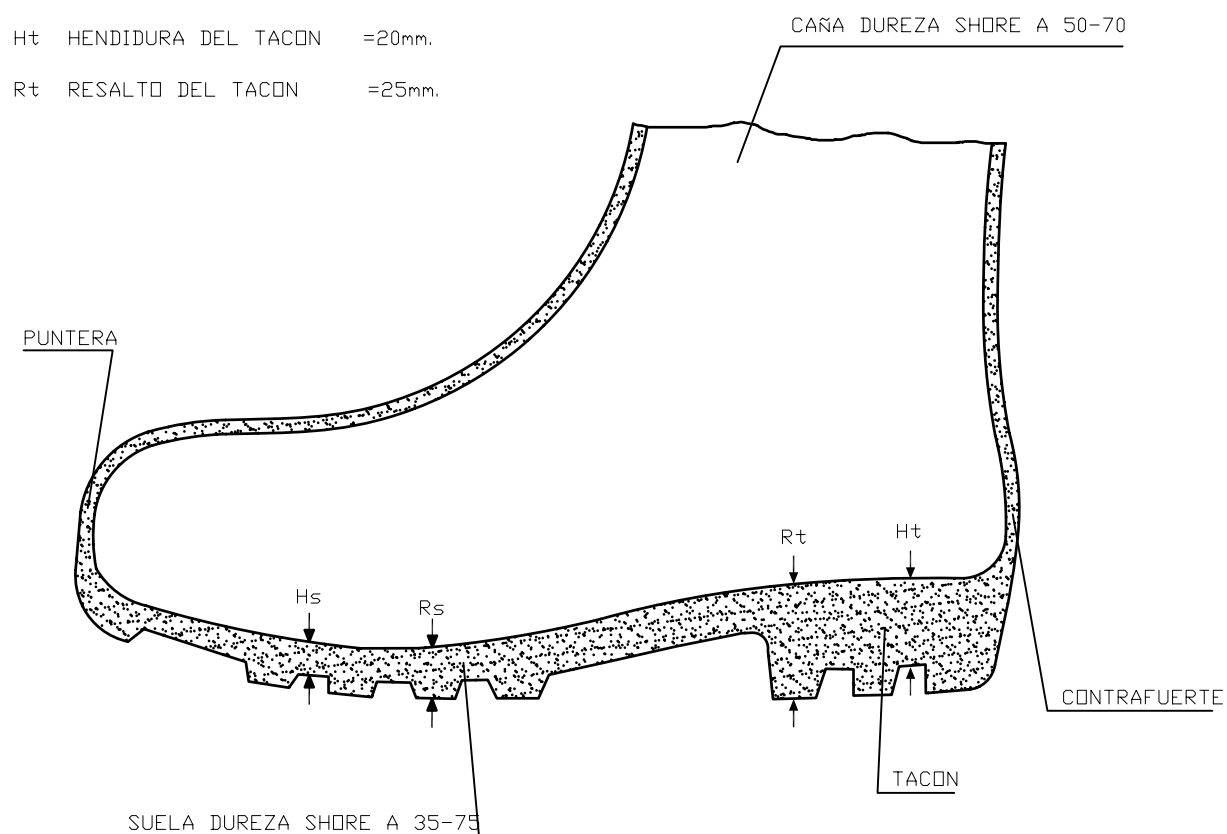 CAÑA DUREZA SHORE A 50-70
Ht HENDIDURA DEL TACON =20mm.
Rt RESALTO DEL TACON =25mm.
PUNTERA
Rt
Ht
Hs
Rs
CONTRAFUERTE
TACON
SUELA DUREZA SHORE A 35-75